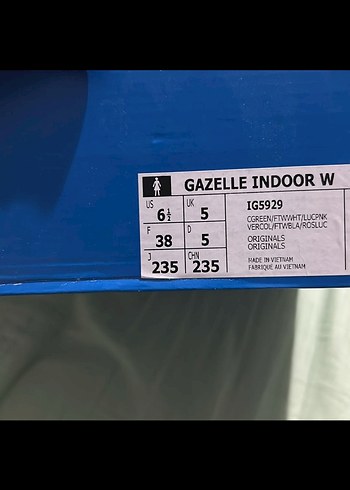 GAZELLE INDOOR W
US 6½ UK 5
F 38 D 5
J 235 CHN 235
IG5929
CGREEN/FTWWHT/LUCPNK
VERCOL/FTWBLA/ROSLUC
ORIGINALS
ORIGINALS
MADE IN VIETNAM
FABRIQUE AU VIETNAM